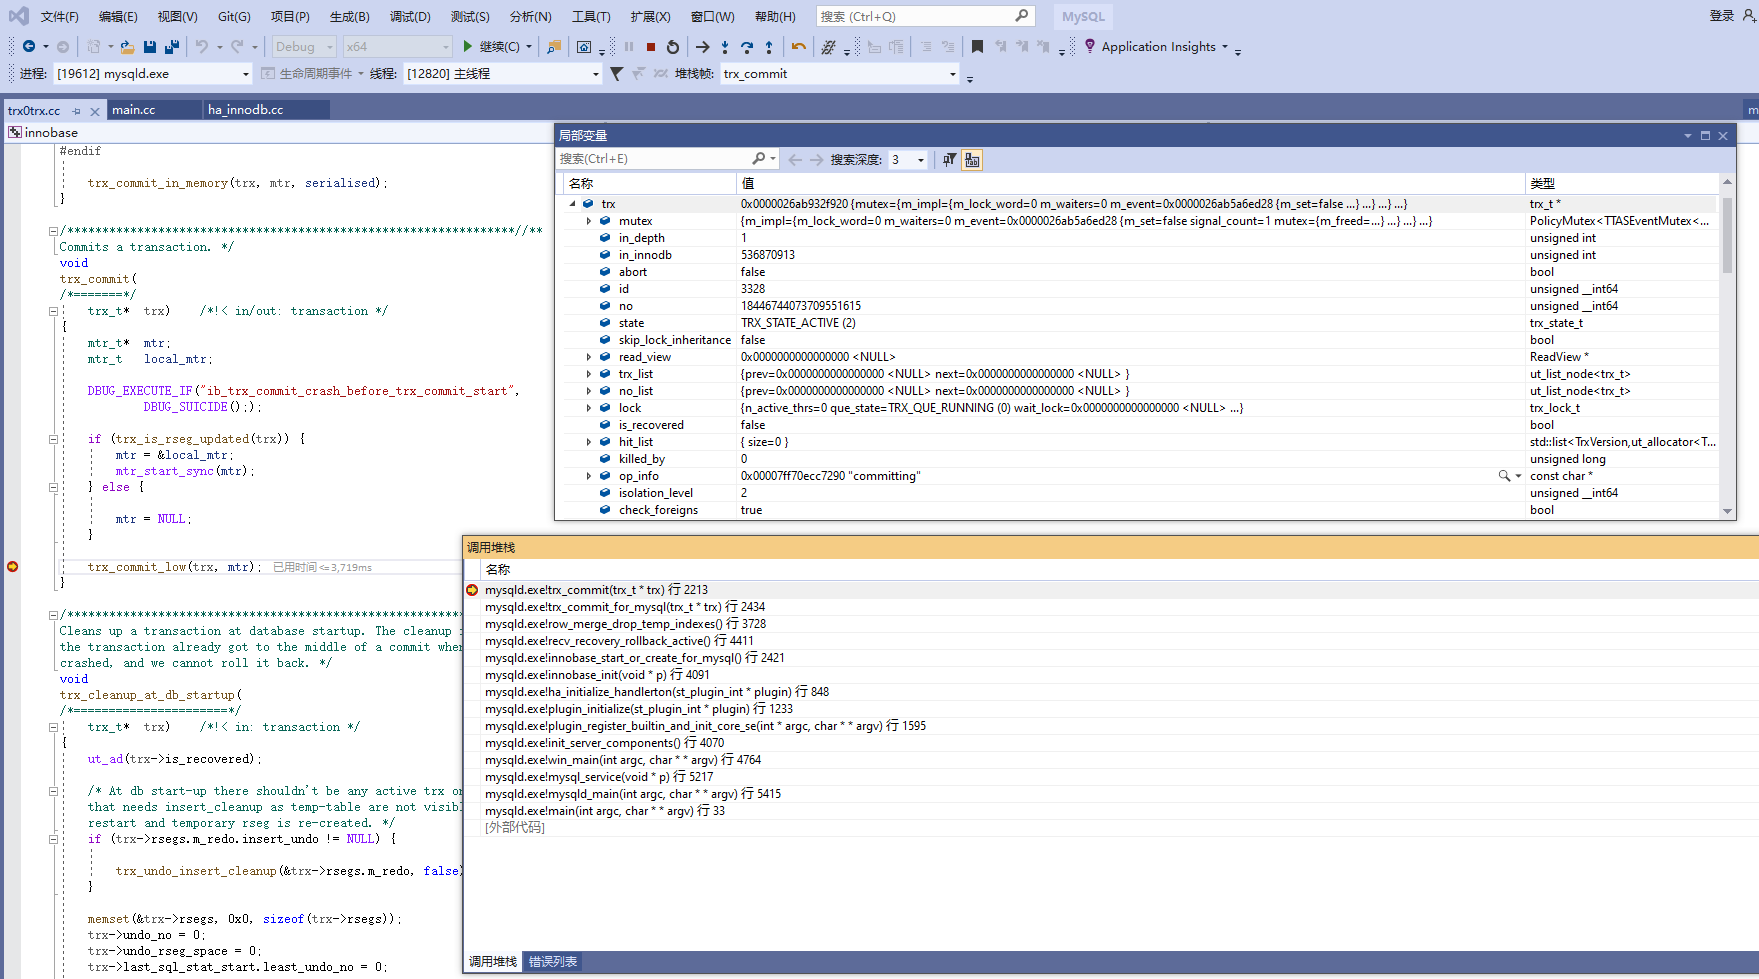 文件(F) 编辑(E) 视图(V) Git(G) 项目(P) 生成(B) 调试(D) 测试(S) 分析(N) 工具(T) 扩展(X) 窗口(W) 帮助(H) 搜索 (Ctrl+Q) MySQL 登录
Debug x64 继续(C) Application Insights
进程: [19612] mysqld.exe 生命周期事件 线程: [12820] 主线程 堆栈帧: trx_commit
trx0trx.cc main.cc ha_innodb.cc
innobase
#endif
trx_commit_in_memory(trx, mtr, serialised);
}
/****************************************************************//**
Commits a transaction. */
void
trx_commit(
/*=======*/
trx_t* trx) /*!< in/out: transaction */
{
mtr_t* mtr;
mtr_t local_mtr;
DBUG_EXECUTE_IF("ib_trx_commit_crash_before_trx_commit_start",
DBUG_SUICIDE(););
if (trx_is_rseg_updated(trx)) {
mtr = &local_mtr;
mtr_start_sync(mtr);
} else {
mtr = NULL;
}
trx_commit_low(trx, mtr); 已用时间 <=3,719ms
}
/****************************************************************
Cleans up a transaction at database startup. The cleanup
the transaction already got to the middle of a commit when
crashed, and we cannot roll it back. */
void
trx_cleanup_at_db_startup(
/*======================*/
trx_t* trx) /*!< in: transaction */
{
ut_ad(trx->is_recovered);
/* At db start-up there shouldn't be any active trx on
that needs insert_cleanup as temp-table are not visibl
restart and temporary rseg is re-created. */
if (trx->rsegs.m_redo.insert_undo != NULL) {
trx_undo_insert_cleanup(&trx->rsegs.m_redo, false)
}
memset(&trx->rsegs, 0x0, sizeof(trx->rsegs));
trx->undo_no = 0;
trx->undo_rseg_space = 0;
trx->last_sql_stat_start.least_undo_no = 0;
局部变量
搜索(Ctrl+E) 搜索深度: 3
名称 值 类型
trx 0x0000026ab932f920 {mutex={m_impl={m_lock_word=0 m_waiters=0 m_event=0x0000026ab5a6ed28 {m_set=false ...} ...} ...} ...} trx_t *
mutex {m_impl={m_lock_word=0 m_waiters=0 m_event=0x0000026ab5a6ed28 {m_set=false signal_count=1 mutex={m_freed=...} ...} ...} ...} PolicyMutex<TTASEventMutex<...
in_depth 1 unsigned int
in_innodb 536870913 unsigned int
abort false bool
id 3328 unsigned __int64
no 18446744073709551615 unsigned __int64
state TRX_STATE_ACTIVE (2) trx_state_t
skip_lock_inheritance false bool
read_view 0x0000000000000000 <NULL> ReadView *
trx_list {prev=0x0000000000000000 <NULL> next=0x0000000000000000 <NULL> } ut_list_node<trx_t>
no_list {prev=0x0000000000000000 <NULL> next=0x0000000000000000 <NULL> } ut_list_node<trx_t>
lock {n_active_thrs=0 que_state=TRX_QUE_RUNNING (0) wait_lock=0x0000000000000000 <NULL> ...} trx_lock_t
is_recovered false bool
hit_list { size=0 } std::list<TrxVersion,ut_allocator<T...
killed_by 0 unsigned long
op_info 0x00007ff70ecc7290 "committing" const char *
isolation_level 2 unsigned __int64
check_foreigns true bool
调用堆栈
名称
mysqld.exe!trx_commit(trx_t * trx) 行 2213
mysqld.exe!trx_commit_for_mysql(trx_t * trx) 行 2434
mysqld.exe!row_merge_drop_temp_indexes() 行 3728
mysqld.exe!recv_recovery_rollback_active() 行 4411
mysqld.exe!innobase_start_or_create_for_mysql() 行 2421
mysqld.exe!innobase_init(void * p) 行 4091
mysqld.exe!ha_initialize_handlerton(st_plugin_int * plugin) 行 848
mysqld.exe!plugin_initialize(st_plugin_int * plugin) 行 1233
mysqld.exe!plugin_register_builtin_and_init_core_se(int * argc, char * * argv) 行 1595
mysqld.exe!init_server_components() 行 4070
mysqld.exe!win_main(int argc, char * * argv) 行 4764
mysqld.exe!mysql_service(void * p) 行 5217
mysqld.exe!mysqld_main(int argc, char * * argv) 行 5415
mysqld.exe!main(int argc, char * * argv) 行 33
[外部代码]
调用堆栈 错误列表